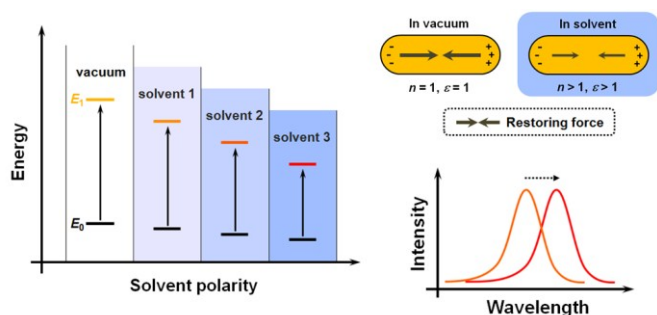 Energy
vacuum
E₁
E₀
solvent 1
solvent 2
solvent 3
Solvent polarity
In vacuum
- + 
- +
- +
n = 1, ε = 1
In solvent
- +
- +
- +
n > 1, ε > 1
Restoring force
Intensity
Wavelength